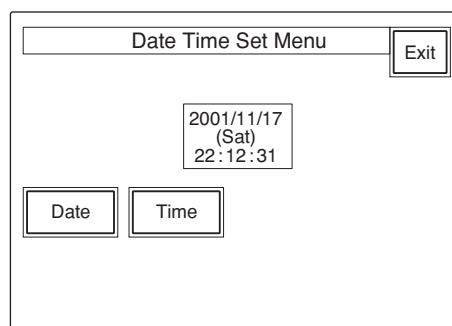 Date Time Set Menu
Exit
2001/11/17
(Sat)
22:12:31
Date
Time